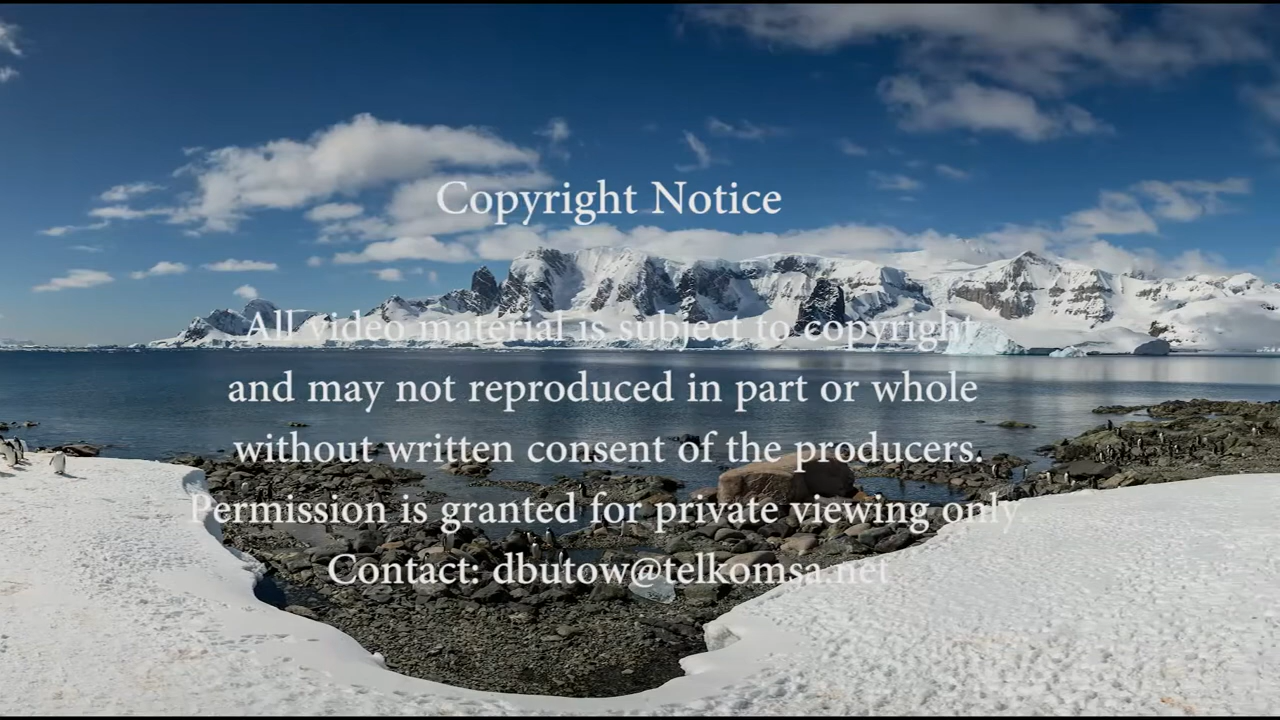 Copyright Notice
All video material is subject to copyright
and may not reproduced in part or whole
without written consent of the producers.
Permission is granted for private viewing only
Contact: dbutow@telkomsa.net